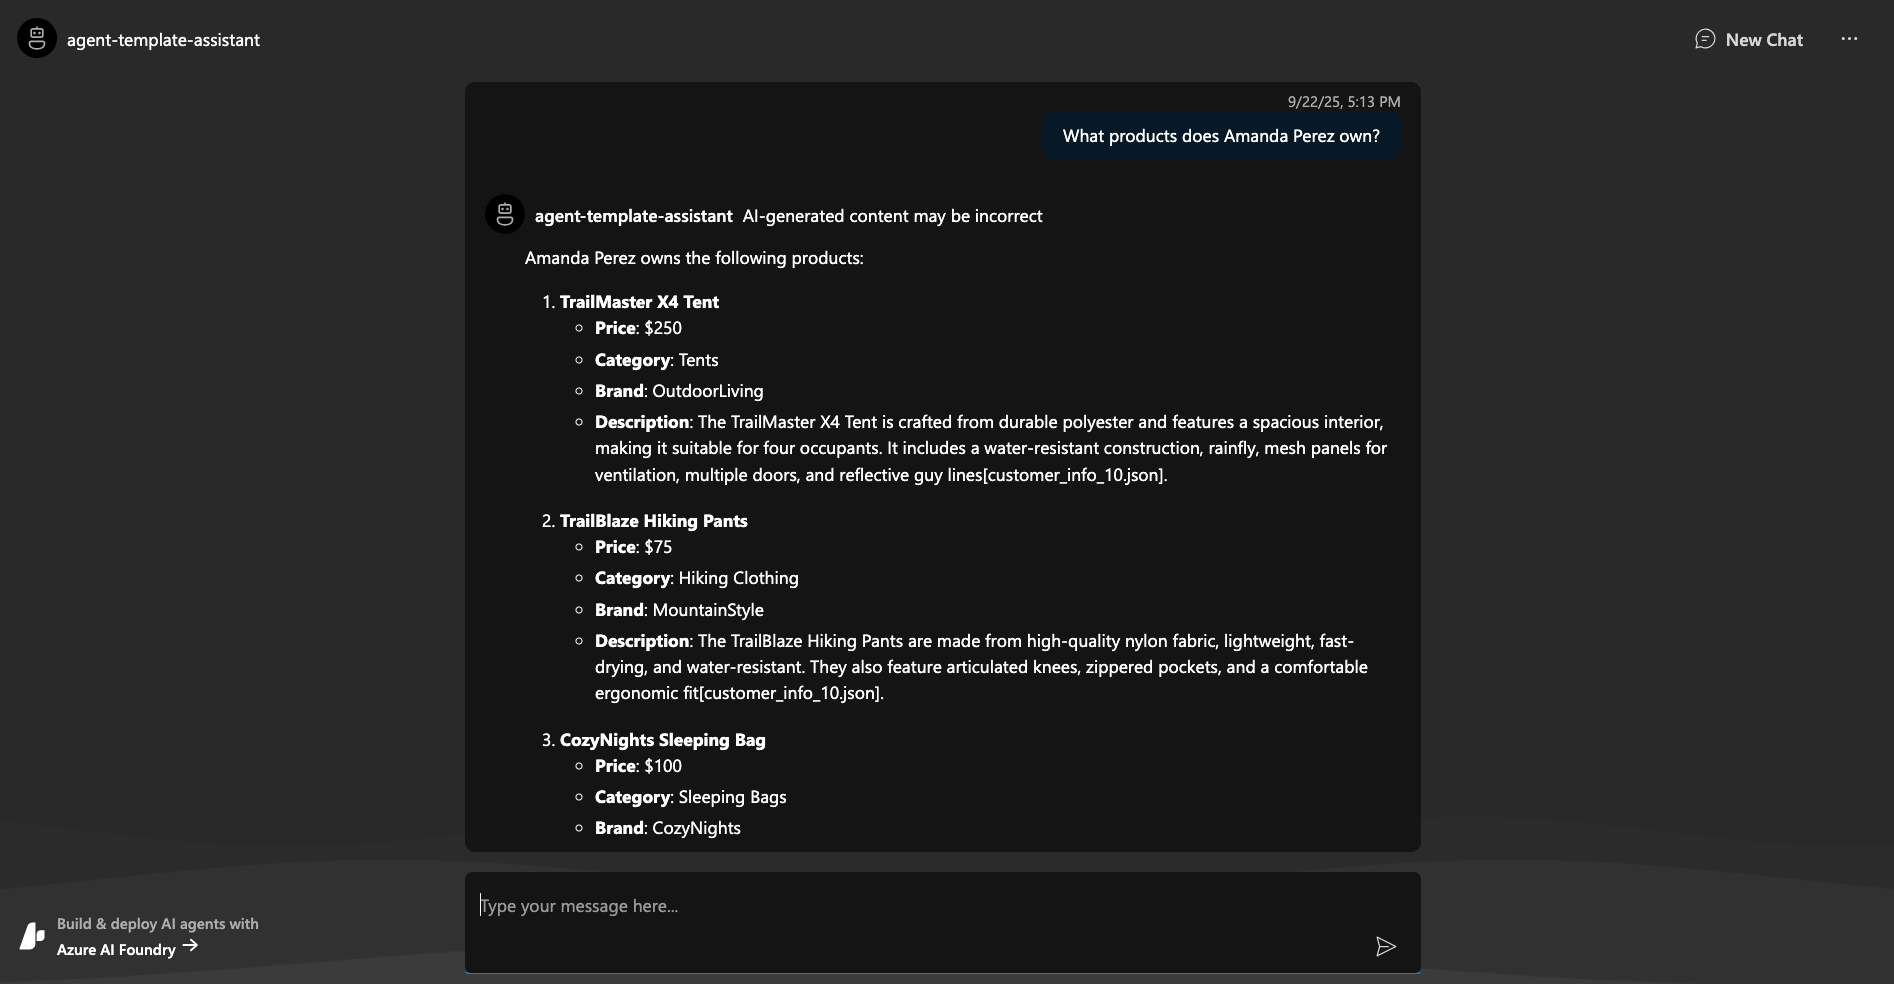 agent-template-assistant
New Chat
9/22/25, 5:13 PM
What products does Amanda Perez own?
agent-template-assistant AI-generated content may be incorrect
Amanda Perez owns the following products:
1. TrailMaster X4 Tent
Price: $250
Category: Tents
Brand: OutdoorLiving
Description: The TrailMaster X4 Tent is crafted from durable polyester and features a spacious interior,
making it suitable for four occupants. It includes a water-resistant construction, rainfly, mesh panels for
ventilation, multiple doors, and reflective guy lines[customer_info_10.json].
2. TrailBlaze Hiking Pants
Price: $75
Category: Hiking Clothing
Brand: MountainStyle
Description: The TrailBlaze Hiking Pants are made from high-quality nylon fabric, lightweight, fast-
drying, and water-resistant. They also feature articulated knees, zippered pockets, and a comfortable
ergonomic fit[customer_info_10.json].
3. CozyNights Sleeping Bag
Price: $100
Category: Sleeping Bags
Brand: CozyNights
Type your message here...
Build & deploy AI agents with
Azure AI Foundry